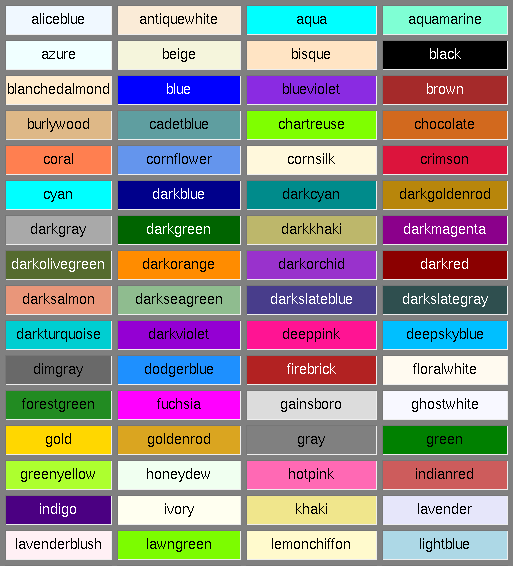 aliceblue antiquewhite aqua aquamarine
azure beige bisque black
blanchedalmond blue blueviolet brown
burlywood cadetblue chartreuse chocolate
coral cornflower cornsilk crimson
cyan darkblue darkcyan darkgoldenrod
darkgray darkgreen darkkhaki darkmagenta
darkolivegreen darkorange darkorchid darkred
darksalmon darkseagreen darkslateblue darkslategray
darkturquoise darkviolet deeppink deepskyblue
dimgray dodgerblue firebrick floralwhite
forestgreen fuchsia gainsboro ghostwhite
gold goldenrod gray green
greenyellow honeydew hotpink indianred
indigo ivory khaki lavender
lavenderblush lawngreen lemonchiffon lightblue